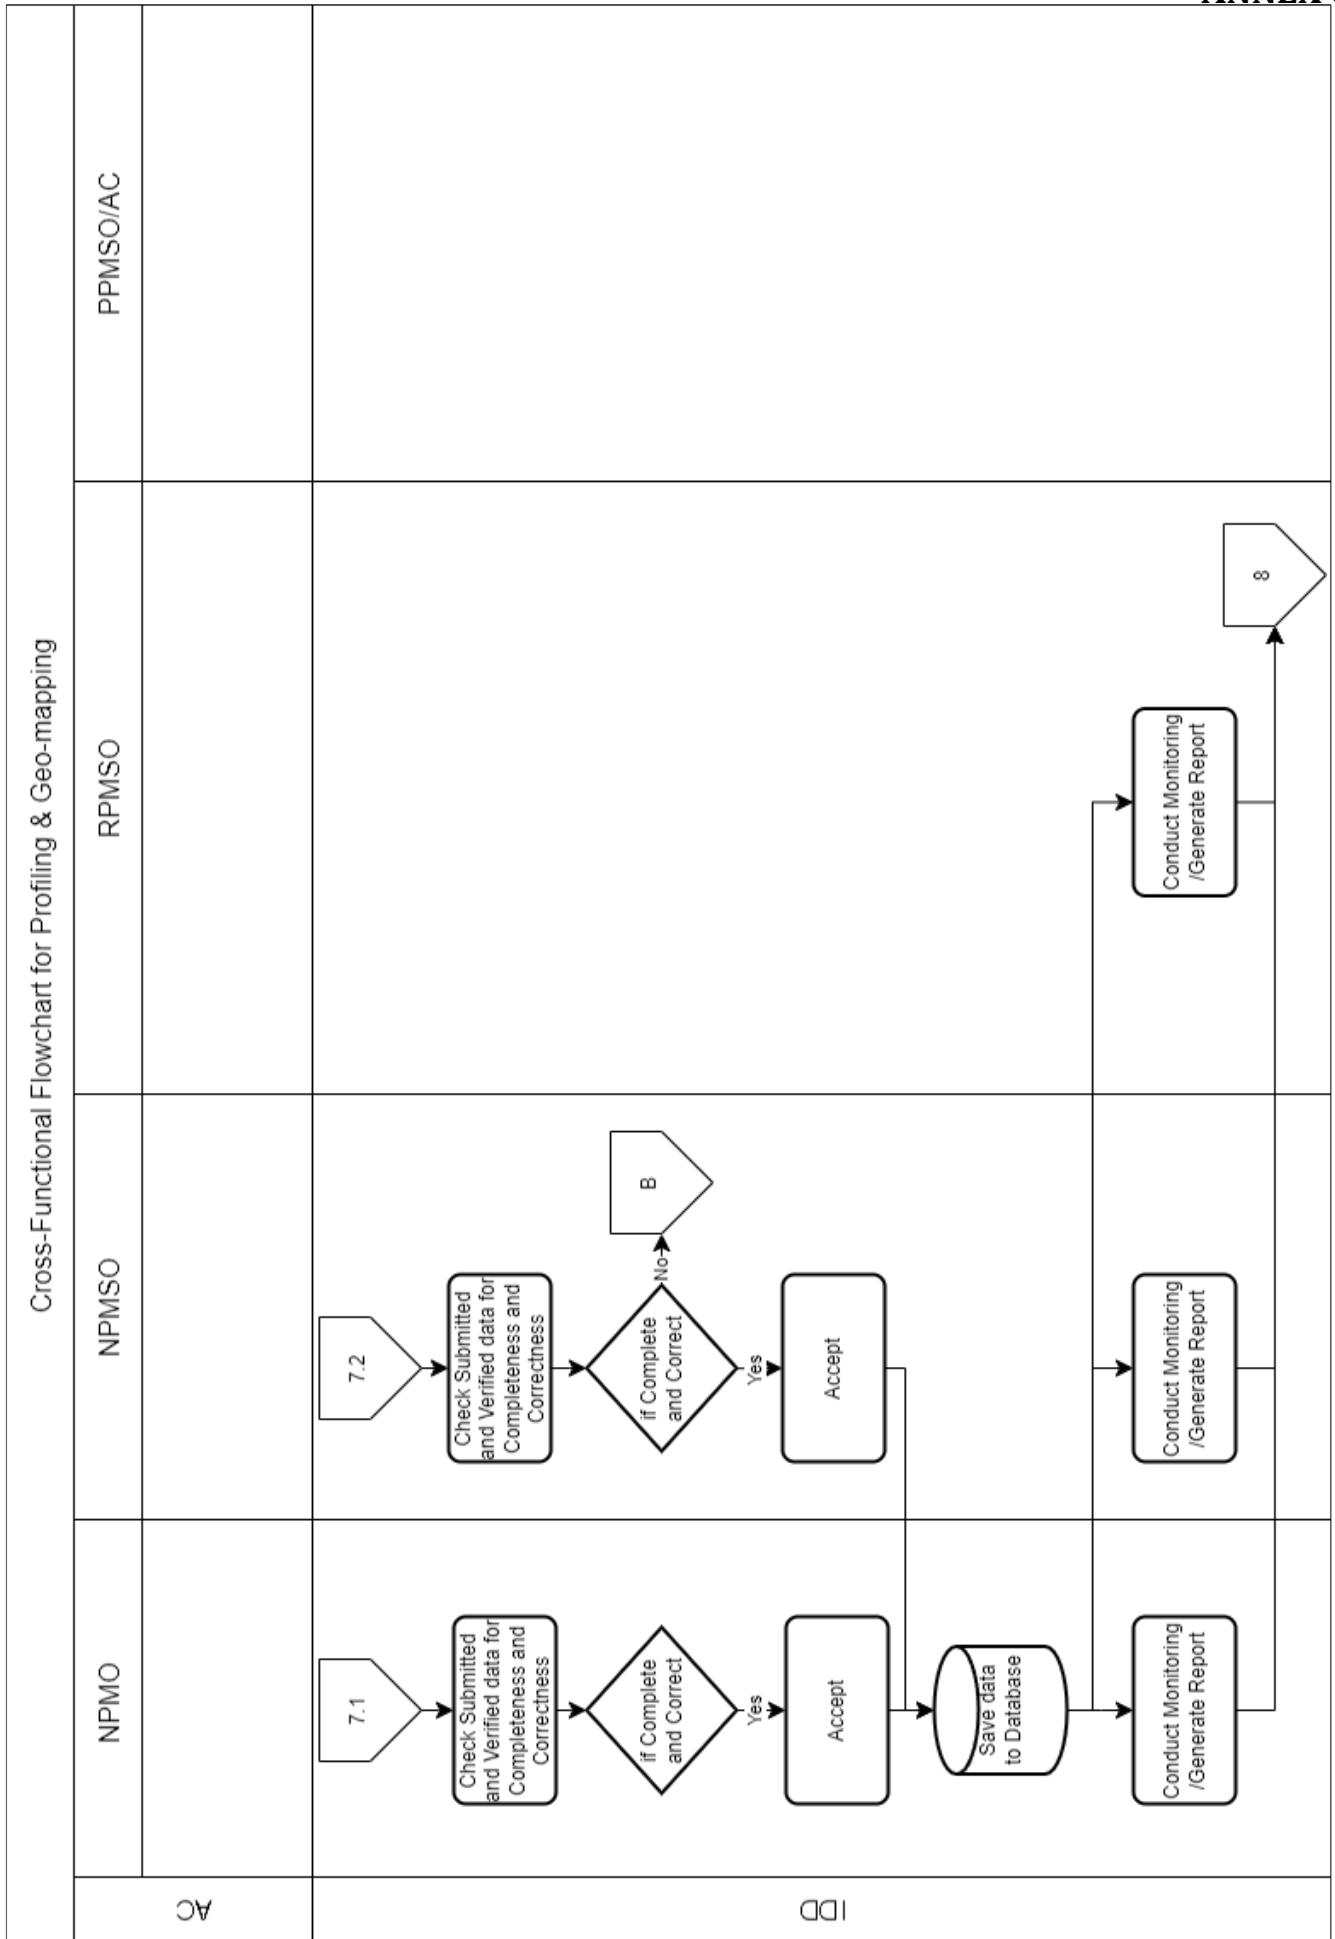 Cross-Functional Flowchart for Profiling & Geo-mapping
NPMO
NPMSO
RPMSO
PPMSO/AC
AC
IDD
7.1
Check Submitted
and Verified data for
Completeness and
Correctness
if Complete
and Correct
Yes
Accept
Save data
to Database
Conduct Monitoring
/Generate Report
7.2
Check Submitted
and Verified data for
Completeness and
Correctness
if Complete
and Correct
No
B
Yes
Accept
Conduct Monitoring
/Generate Report
Conduct Monitoring
/Generate Report
8